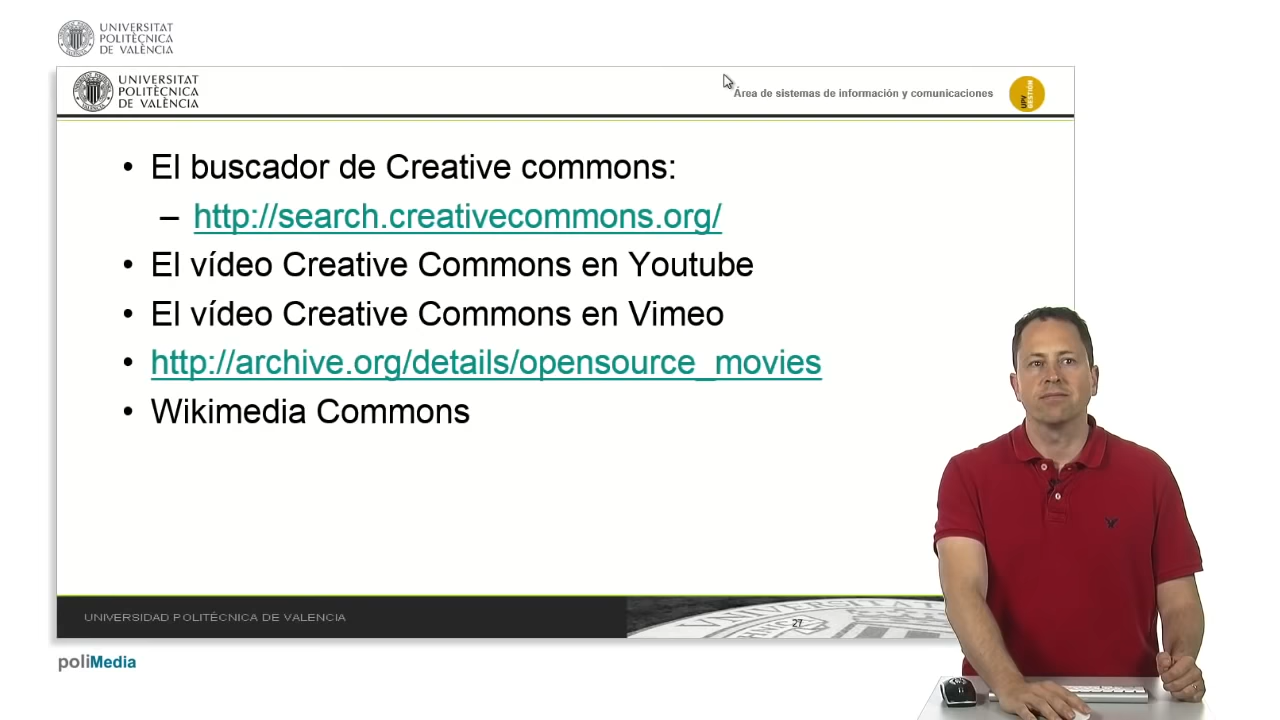 UNIVERSITAT
POLITÈCNICA
DE VALÈNCIA
UNIVERSITAT
POLITÈCNICA
DE VALÈNCIA
Área de sistemas de información y comunicaciones
UPV
GESTIÓN
• El buscador de Creative commons:
– http://search.creativecommons.org/
• El vídeo Creative Commons en Youtube
• El vídeo Creative Commons en Vimeo
• http://archive.org/details/opensource_movies
• Wikimedia Commons
UNIVERSIDAD POLITÉCNICA DE VALENCIA
27
poliMedia